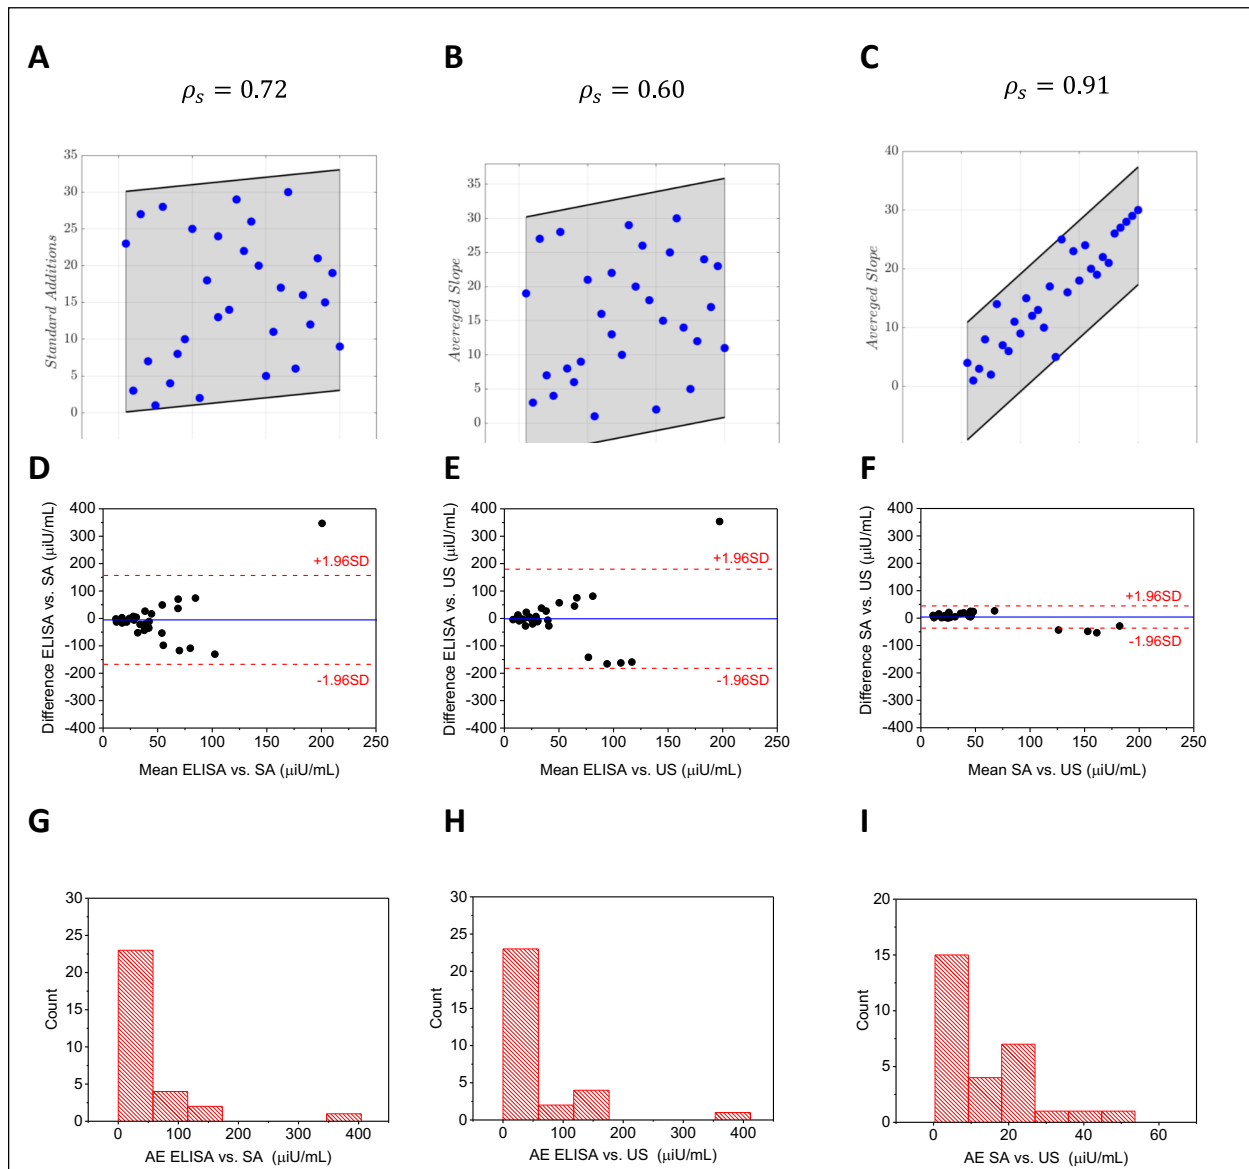 A
B
C
ρs = 0.72
ρs = 0.60
ρs = 0.91
Standard Additions
35
30
25
20
15
10
5
0
Avereged Slope
35
30
25
20
15
10
5
0
Avereged Slope
40
30
20
10
0
D
E
F
Difference ELISA vs. SA (µiU/mL)
400
300
200
100
0
-100
-200
-300
-400
+1.96SD
-1.96SD
0 50 100 150 200 250
Mean ELISA vs. SA (µiU/mL)
Difference ELISA vs. US (µiU/mL)
400
300
200
100
0
-100
-200
-300
-400
+1.96SD
-1.96SD
0 50 100 150 200 250
Mean ELISA vs. US (µiU/mL)
Difference SA vs. US (µiU/mL)
400
300
200
100
0
-100
-200
-300
-400
+1.96SD
-1.96SD
0 50 100 150 200 250
Mean SA vs. US (µiU/mL)
G
H
I
Count
30
25
20
15
10
5
0
0 100 200 300 400
AE ELISA vs. SA (µiU/mL)
Count
30
25
20
15
10
5
0
0 100 200 300 400
AE ELISA vs. US (µiU/mL)
Count
20
15
10
5
0
0 20 40 60
AE SA vs. US (µiU/mL)